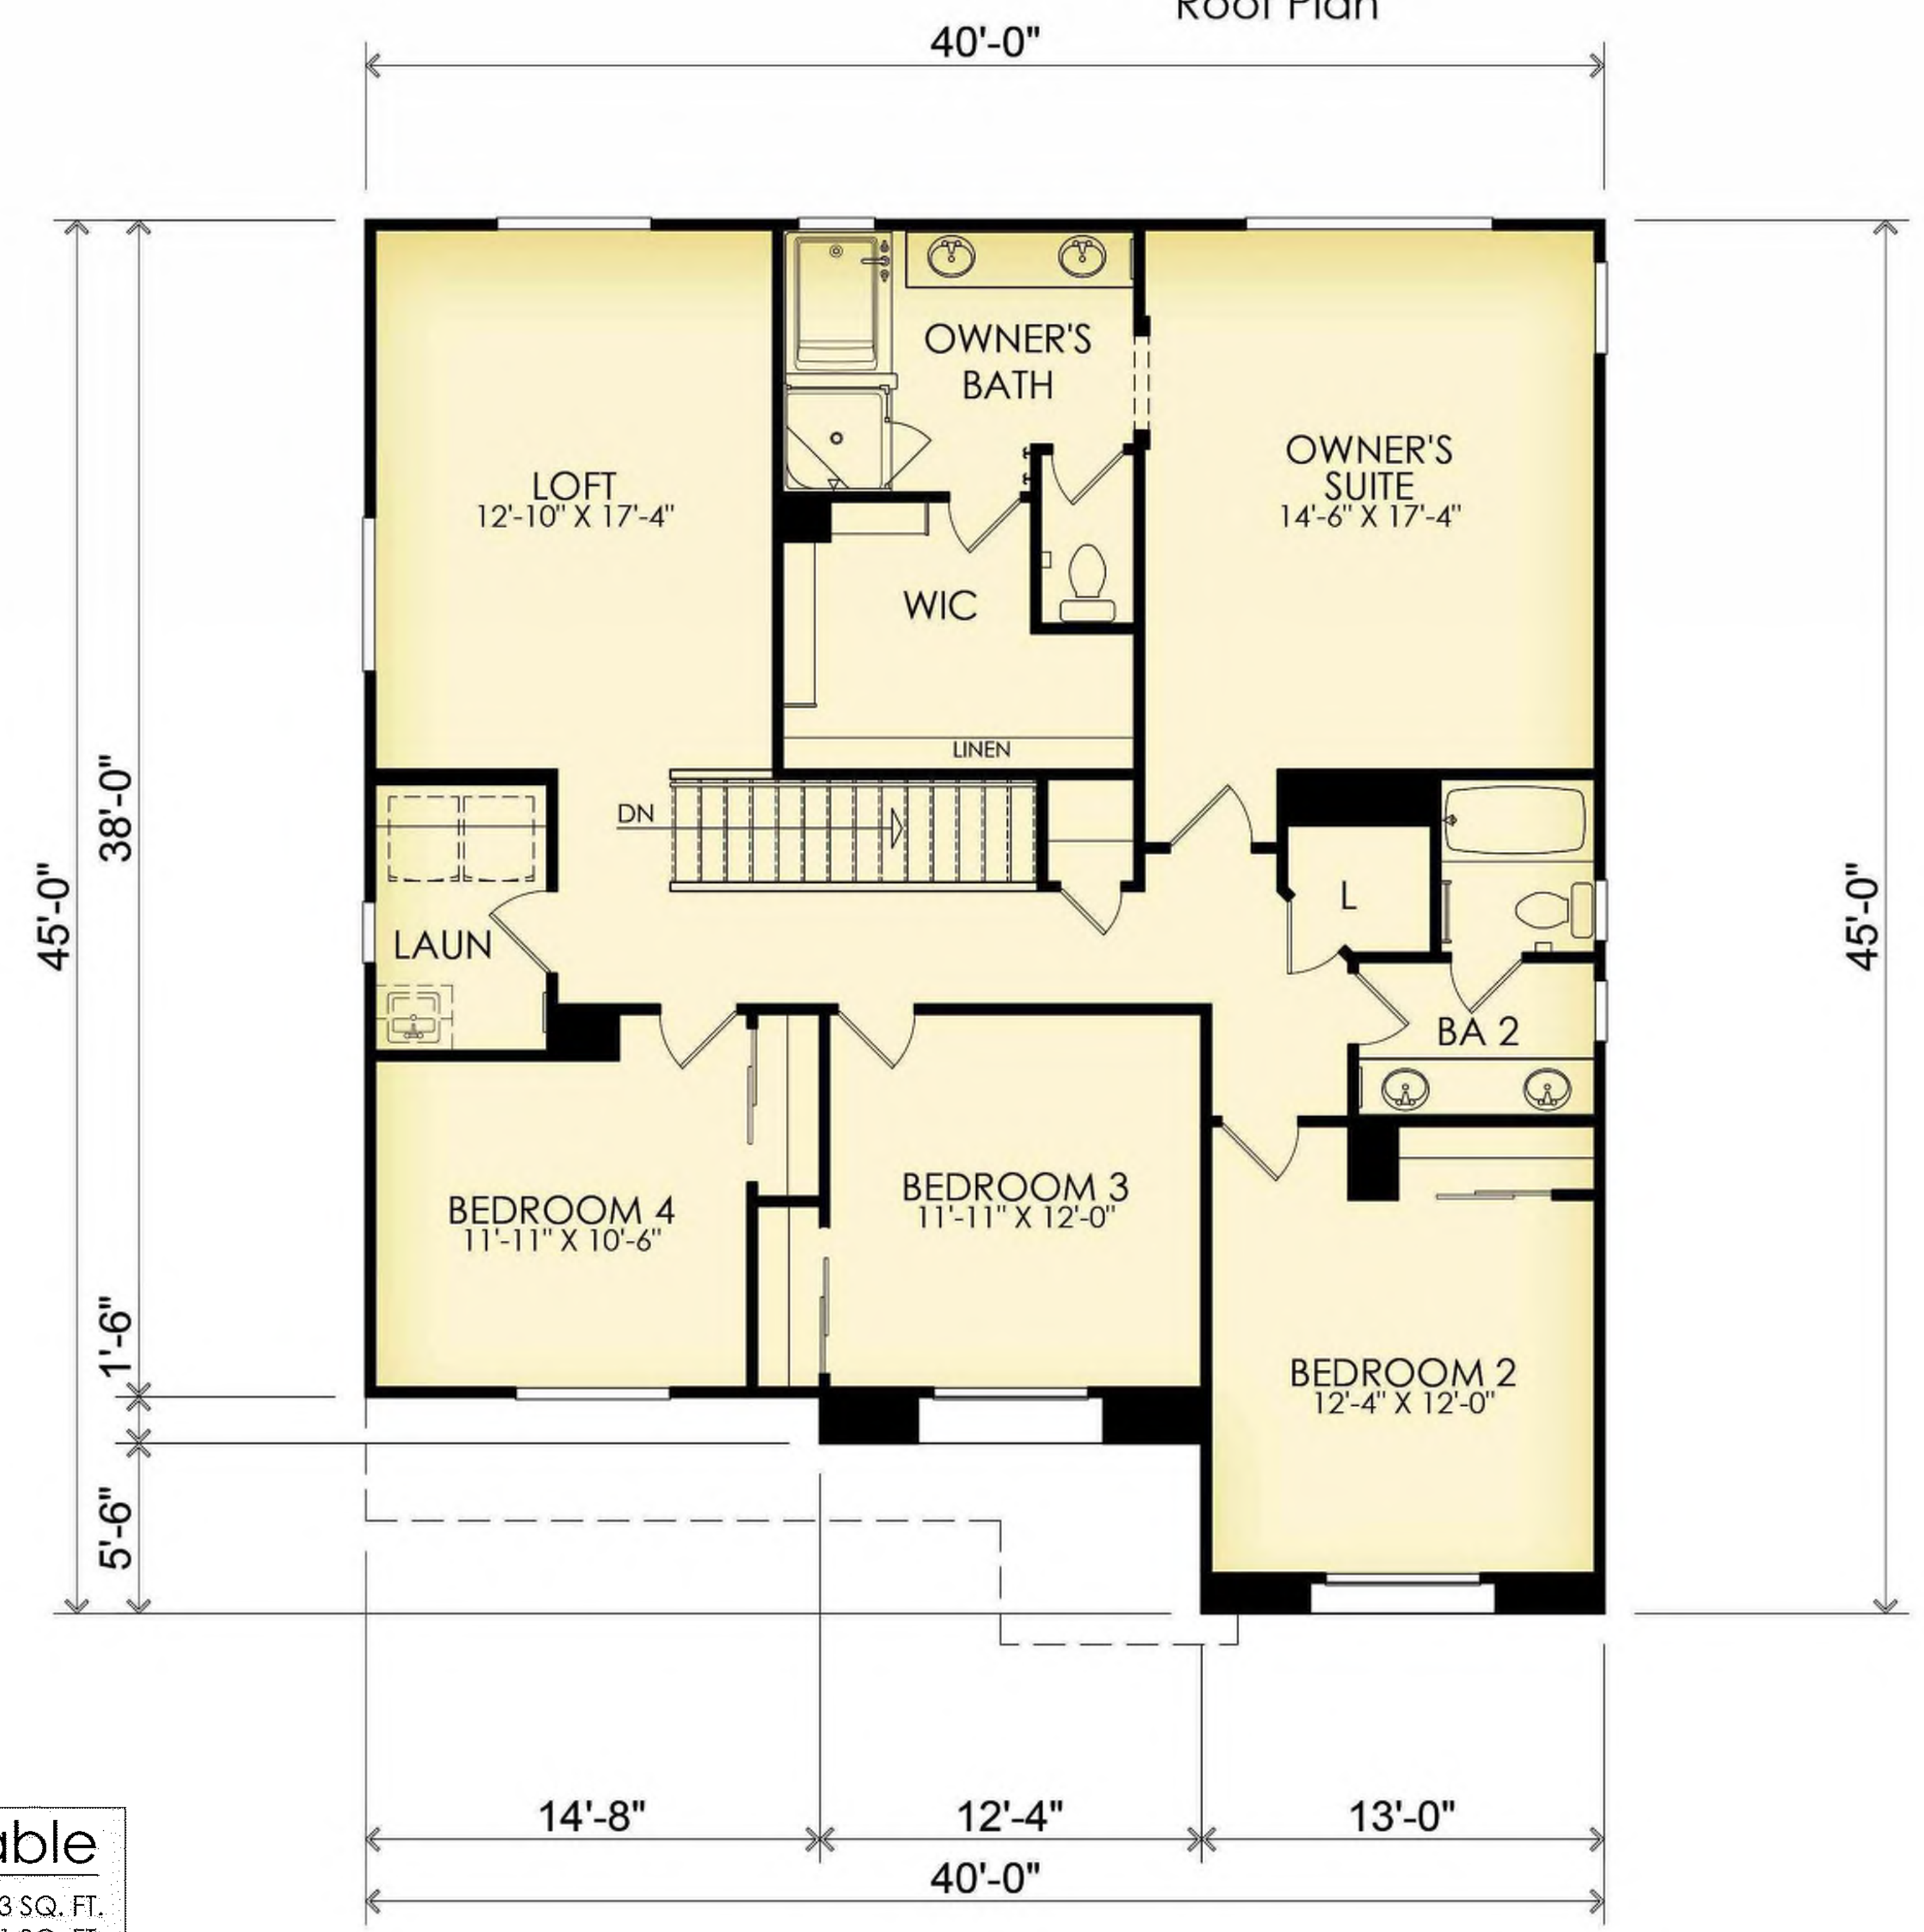 Roof Plan
40'-0"
OWNER'S
BATH
OWNER'S
SUITE
14'-6" X 17'-4"
LOFT
12'-10" X 17'-4"
WIC
LINEN
DN
38'-0"
45'-0"
45'-0"
L
LAUN
BA 2
BEDROOM 3
11'-11" X 12'-0"
BEDROOM 4
11'-11" X 10'-6"
1'-6"
BEDROOM 2
12'-4" X 12'-0"
5'-6"
14'-8"
12'-4"
13'-0"
40'-0"
3 SQ. FT.